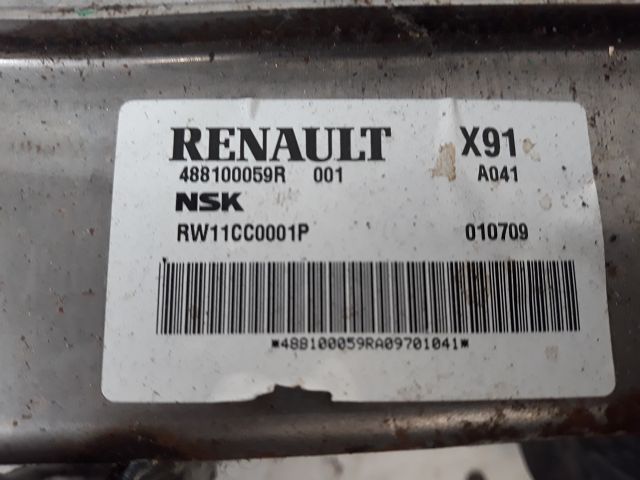 RENAULT X91
488100059R 001 A041
NSK
RW11CC0001P 010709
*488100059RA09701041*